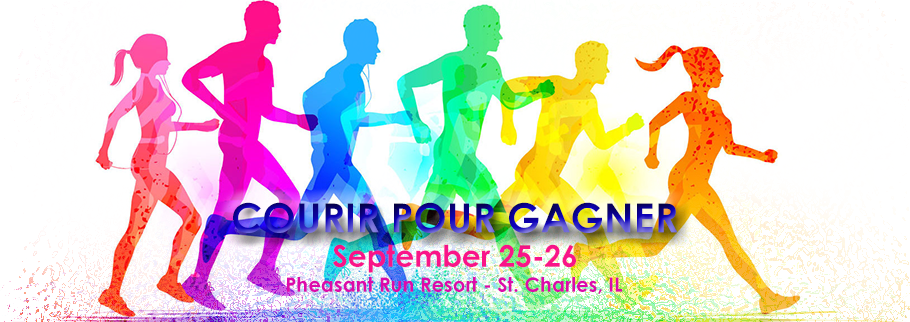 COURIR POUR GAGNER
September 25-26
Pheasant Run Resort - St. Charles, IL